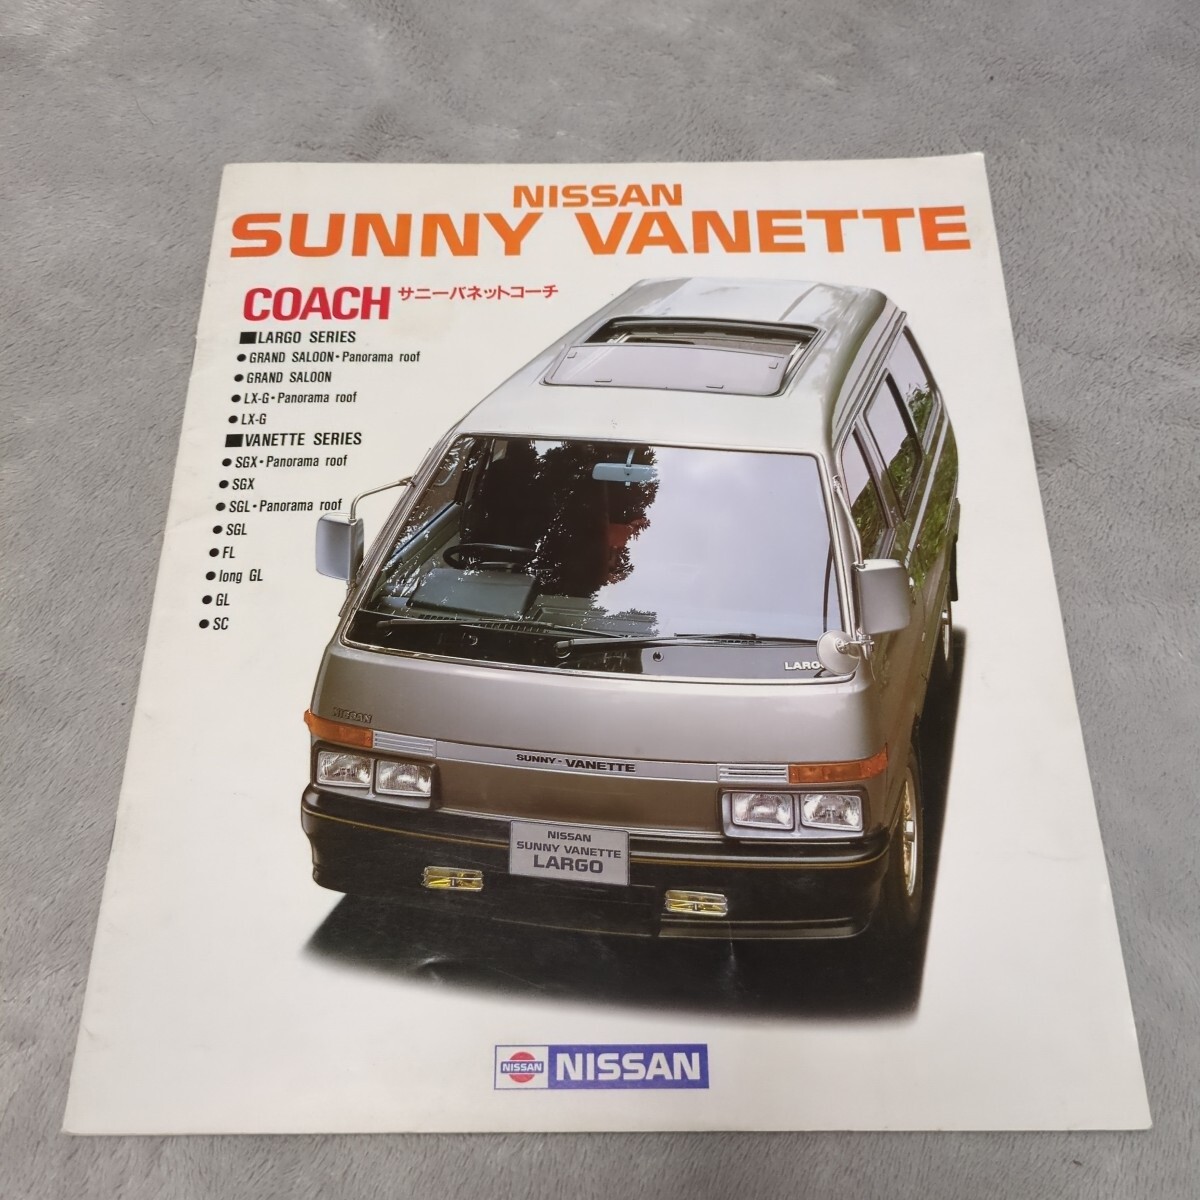 NISSAN
SUNNY VANETTE
COACH サニーバネットコーチ
■LARGO SERIES
●GRAND SALOON・Panorama roof
●GRAND SALOON
●LX-G・Panorama roof
●LX-G
■VANETTE SERIES
●SGX・Panorama roof
●SGX
●SGL・Panorama roof
●SGL
●FL
●long GL
●GL
●SC
LARGO
NISSAN
SUNNY・VANETTE
NISSAN
SUNNY VANETTE
LARGO
NISSAN NISSAN